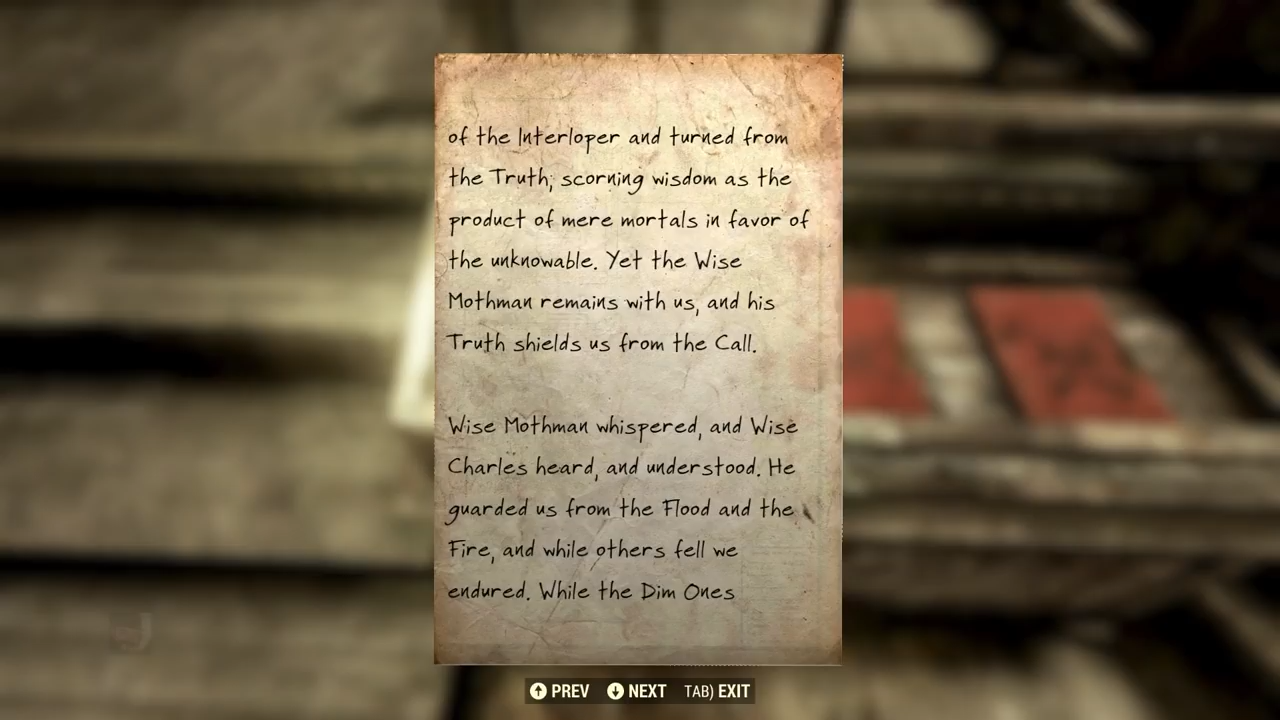 of the Interloper and turned from
the Truth; scorning wisdom as the
product of mere mortals in favor of
the unknowable. Yet the Wise
Mothman remains with us, and his
Truth shields us from the Call.
Wise Mothman whispered, and Wise
Charles heard, and understood. He
guarded us from the Flood and the
Fire, and while others fell we
endured. While the Dim Ones
PREV NEXT TAB) EXIT